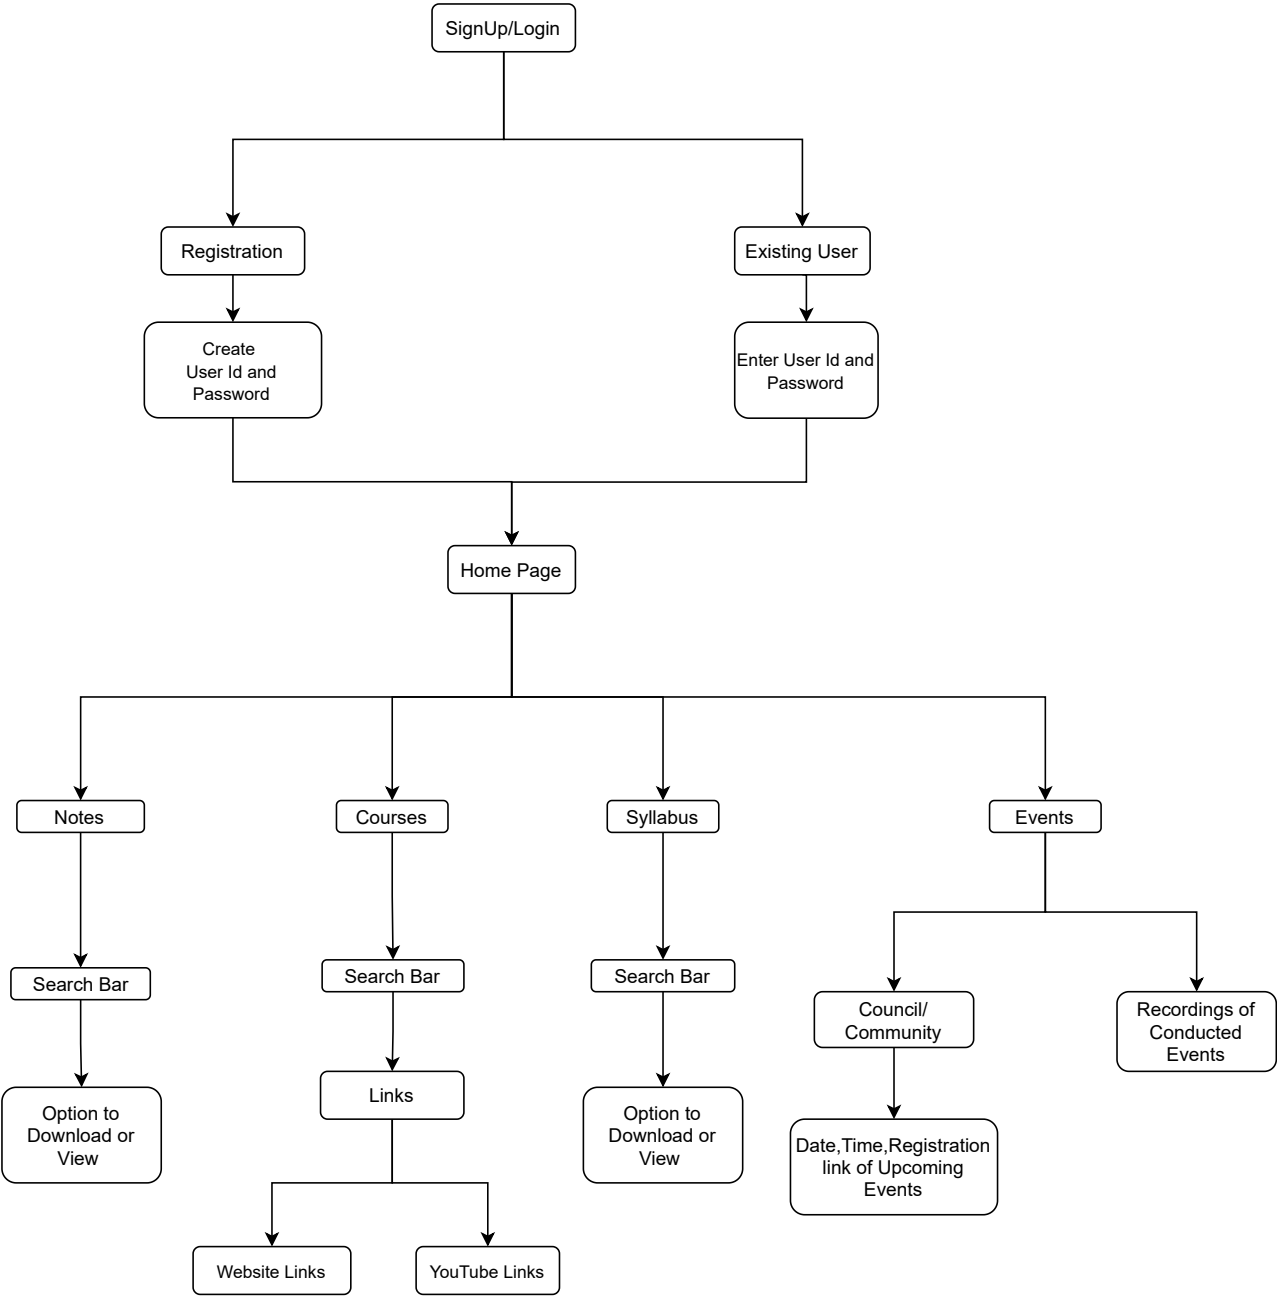 SignUp/Login
Registration
Existing User
Create
User Id and
Password
Enter User Id and
Password
Home Page
Notes
Courses
Syllabus
Events
Search Bar
Search Bar
Search Bar
Council/
Community
Recordings of
Conducted
Events
Links
Option to
Download or
View
Option to
Download or
View
Date,Time,Registration
link of Upcoming
Events
Website Links
YouTube Links